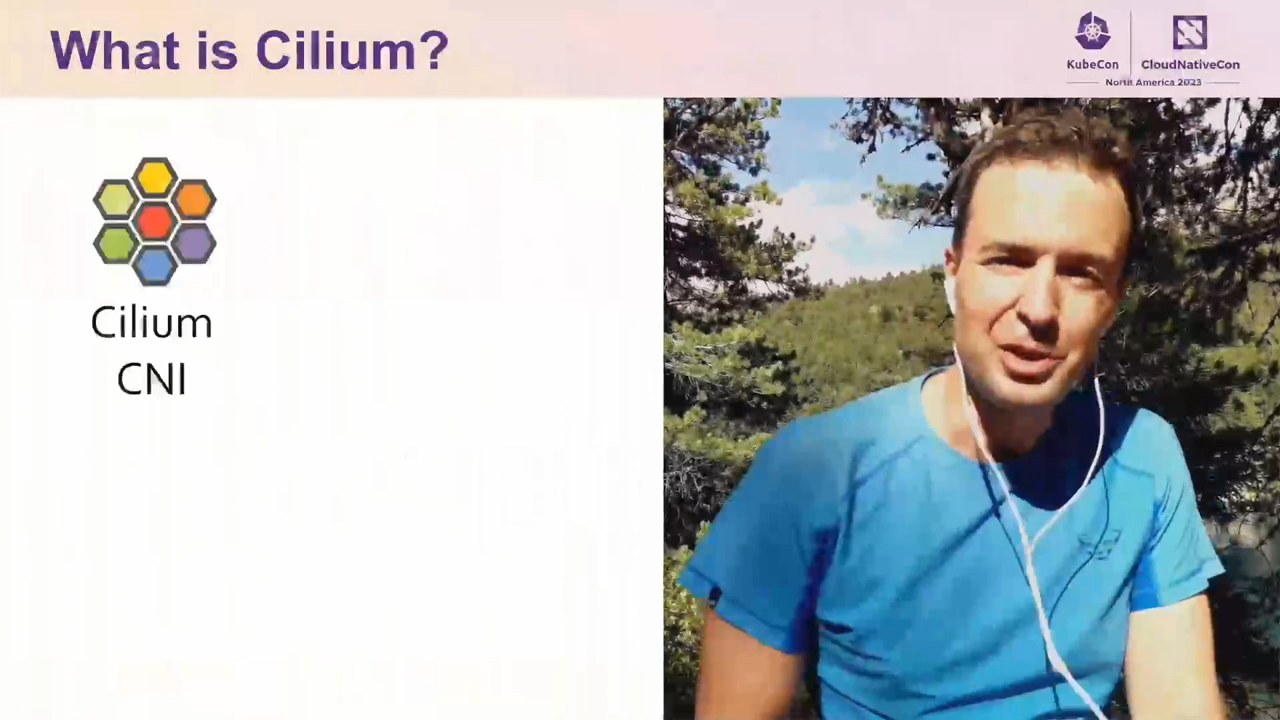 What is Cilium?
KubeCon
CloudNativeCon
North America 2023
Cilium
CNI